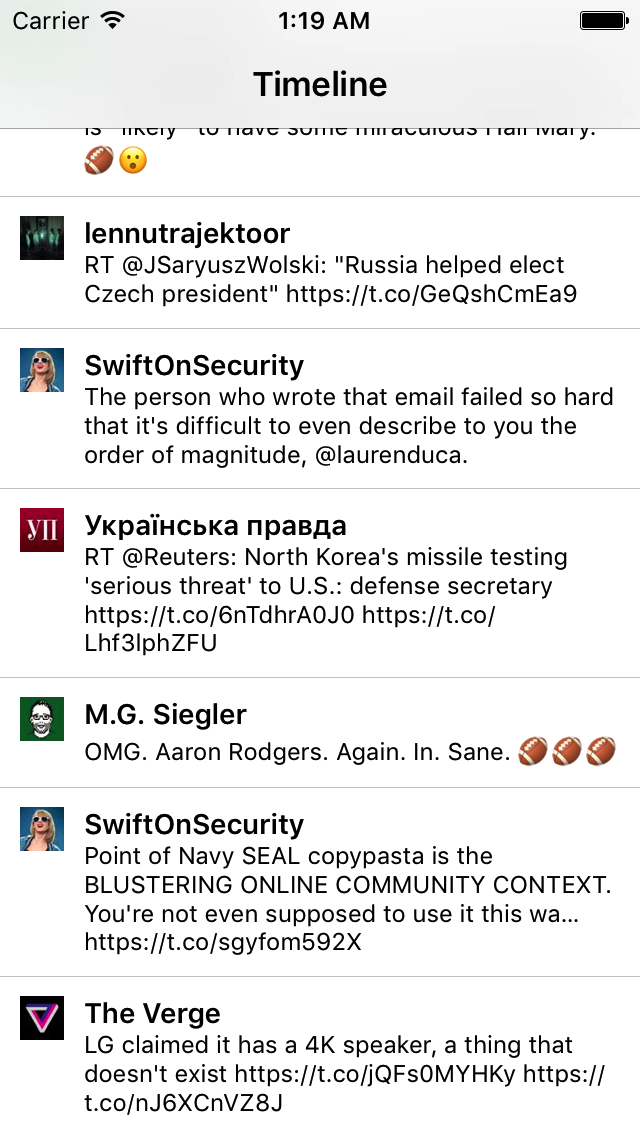 Carrier 1:19 AM
Timeline
is "likely" to have some miraculous Hail Mary.
🏈😮
lennutrajektoor
RT @JSaryuszWolski: "Russia helped elect
Czech president" https://t.co/GeQshCmEa9
SwiftOnSecurity
The person who wrote that email failed so hard
that it's difficult to even describe to you the
order of magnitude, @laurenduca.
УП
Українська правда
RT @Reuters: North Korea's missile testing
'serious threat' to U.S.: defense secretary
https://t.co/6nTdhrA0J0 https://t.co/
Lhf3lphZFU
M.G. Siegler
OMG. Aaron Rodgers. Again. In. Sane. 🏈🏈🏈
SwiftOnSecurity
Point of Navy SEAL copypasta is the
BLUSTERING ONLINE COMMUNITY CONTEXT.
You're not even supposed to use it this wa…
https://t.co/sgyfom592X
The Verge
LG claimed it has a 4K speaker, a thing that
doesn't exist https://t.co/jQFs0MYHKy https://
t.co/nJ6XCnVZ8J